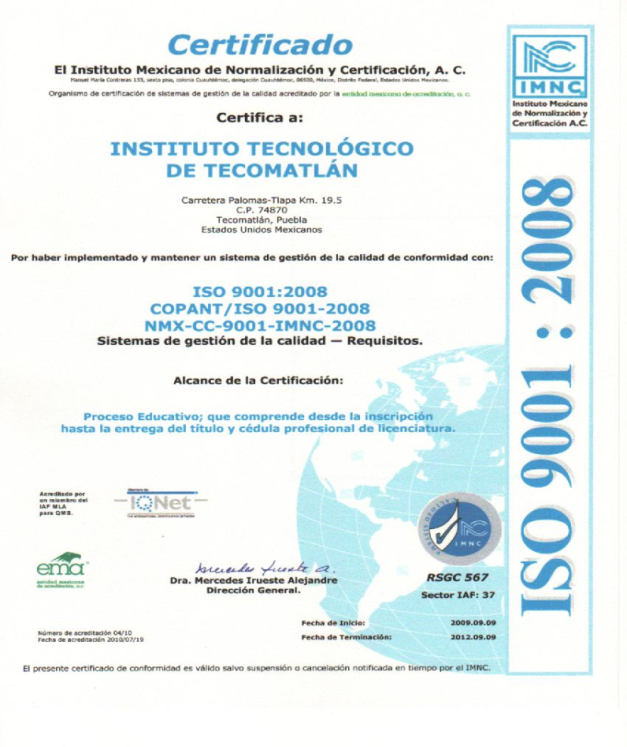 Certificado
El Instituto Mexicano de Normalización y Certificación, A. C.
Manuel María Contreras 133, sexto piso, colonia Cuauhtémoc, delegación Cuauhtémoc, 06500, México, Distrito Federal, Estados Unidos Mexicanos.
Organismo de certificación de sistemas de gestión de la calidad acreditado por la entidad mexicana de acreditación, a. c.
Certifica a:
INSTITUTO TECNOLÓGICO
DE TECOMATLÁN
Carretera Palomas-Tlapa Km. 19.5
C.P. 74870
Tecomatlán, Puebla
Estados Unidos Mexicanos
Por haber implementado y mantener un sistema de gestión de la calidad de conformidad con:
ISO 9001:2008
COPANT/ISO 9001-2008
NMX-CC-9001-IMNC-2008
Sistemas de gestión de la calidad — Requisitos.
Alcance de la Certificación:
Proceso Educativo; que comprende desde la inscripción
hasta la entrega del título y cédula profesional de licenciatura.
Acreditado por
un miembro del
IAF MLA
para QMS.
IQNet
THE INTERNATIONAL CERTIFICATION NETWORK
ema
entidad mexicana
de acreditación, a.c.
Mercedes Irueste A.
Dra. Mercedes Irueste Alejandre
Dirección General.
IMNC
RSGC 567
Sector IAF: 37
Fecha de Inicio: 2009.09.09
Fecha de Terminación: 2012.09.09
Número de acreditación 04/10
Fecha de acreditación 2010/07/19
El presente certificado de conformidad es válido salvo suspensión o cancelación notificada en tiempo por el IMNC.
IMNC
Instituto Mexicano
de Normalización y
Certificación A.C.
ISO 9001 : 2008